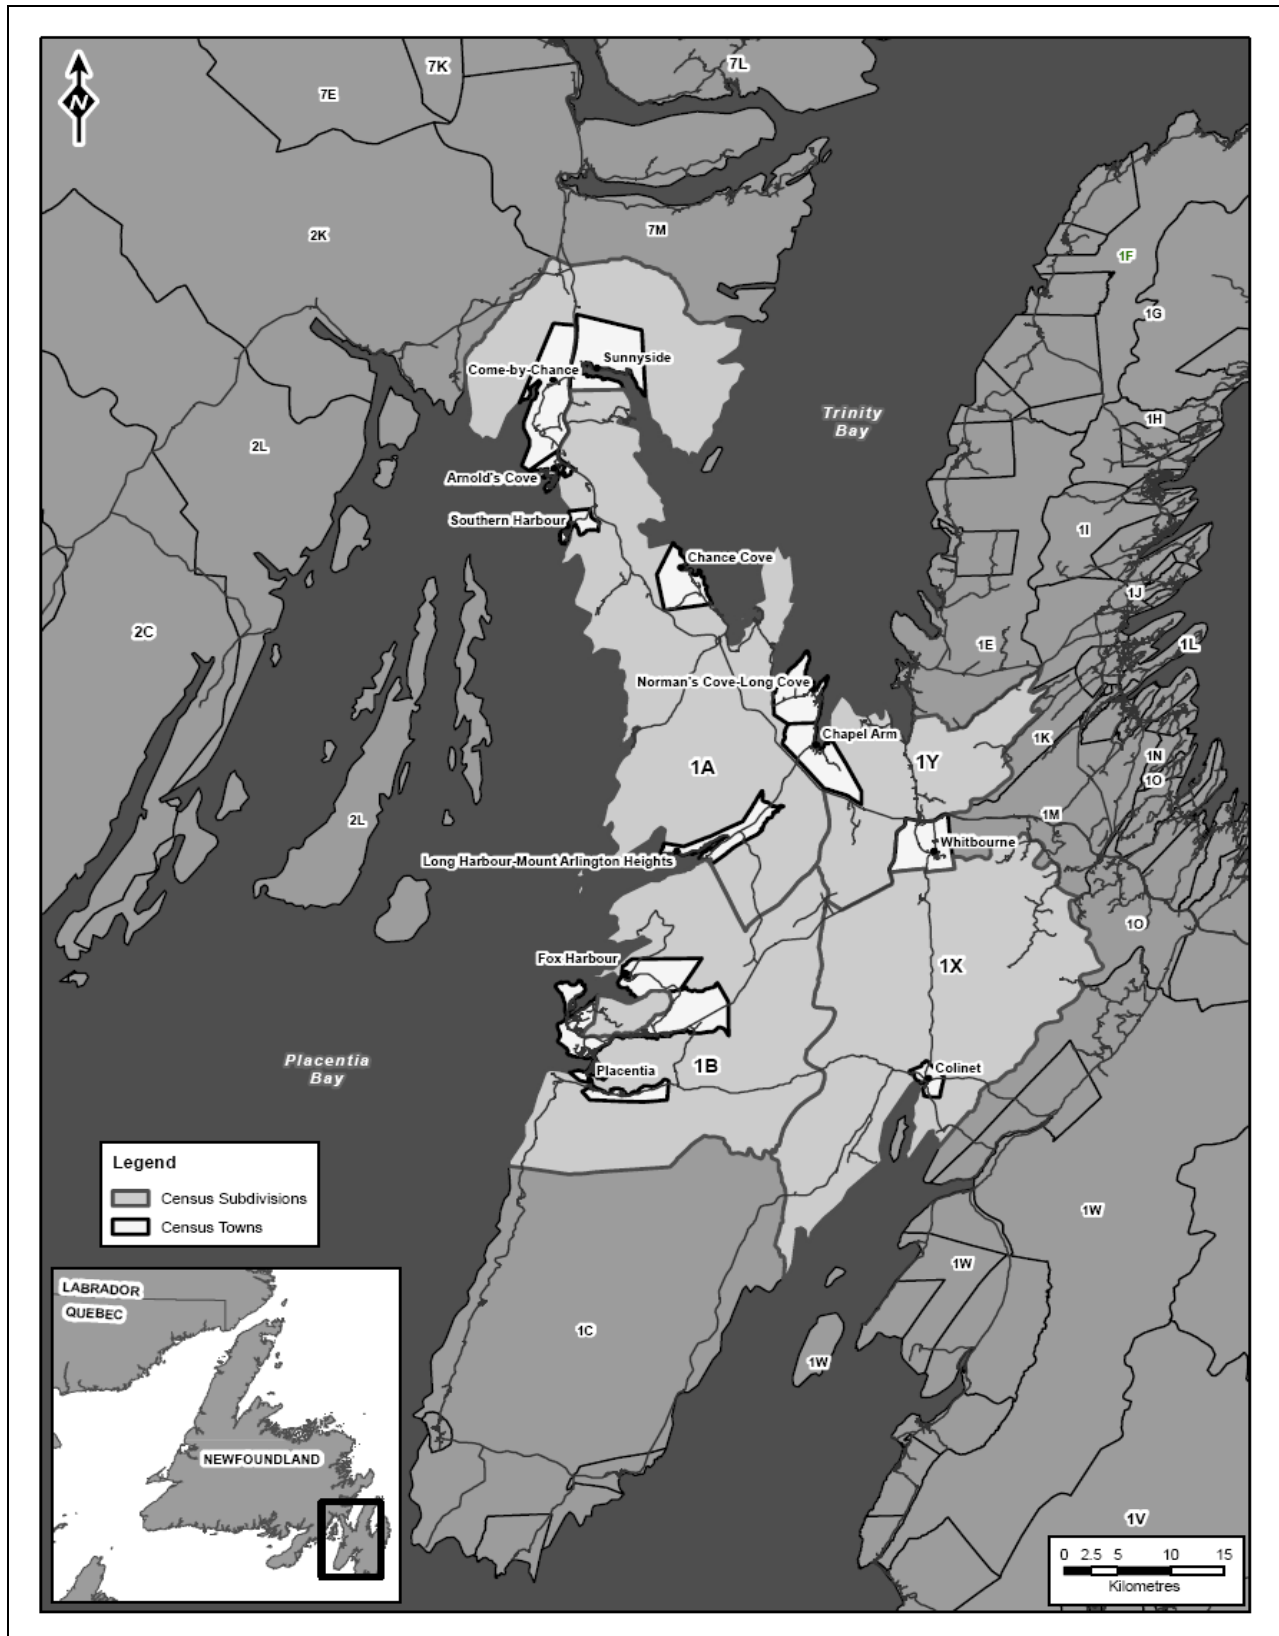 N
7K
7L
7E
2K
7M
1F
1G
Sunnyside
Come-by-Chance
Trinity
Bay
1H
2L
Arnold's Cove
Southern Harbour
1I
Chance Cove
1J
2C
1E
1L
Norman's Cove-Long Cove
Chapel Arm
1K
1A
1Y
1N
1O
2L
1M
Whitbourne
Long Harbour-Mount Arlington Heights
1O
Fox Harbour
1X
Placentia
Bay
Placentia
1B
Colinet
Legend
Census Subdivisions
Census Towns
1W
1W
LABRADOR
QUEBEC
1C
1W
NEWFOUNDLAND
1V
0 2.5 5 10 15
Kilometres